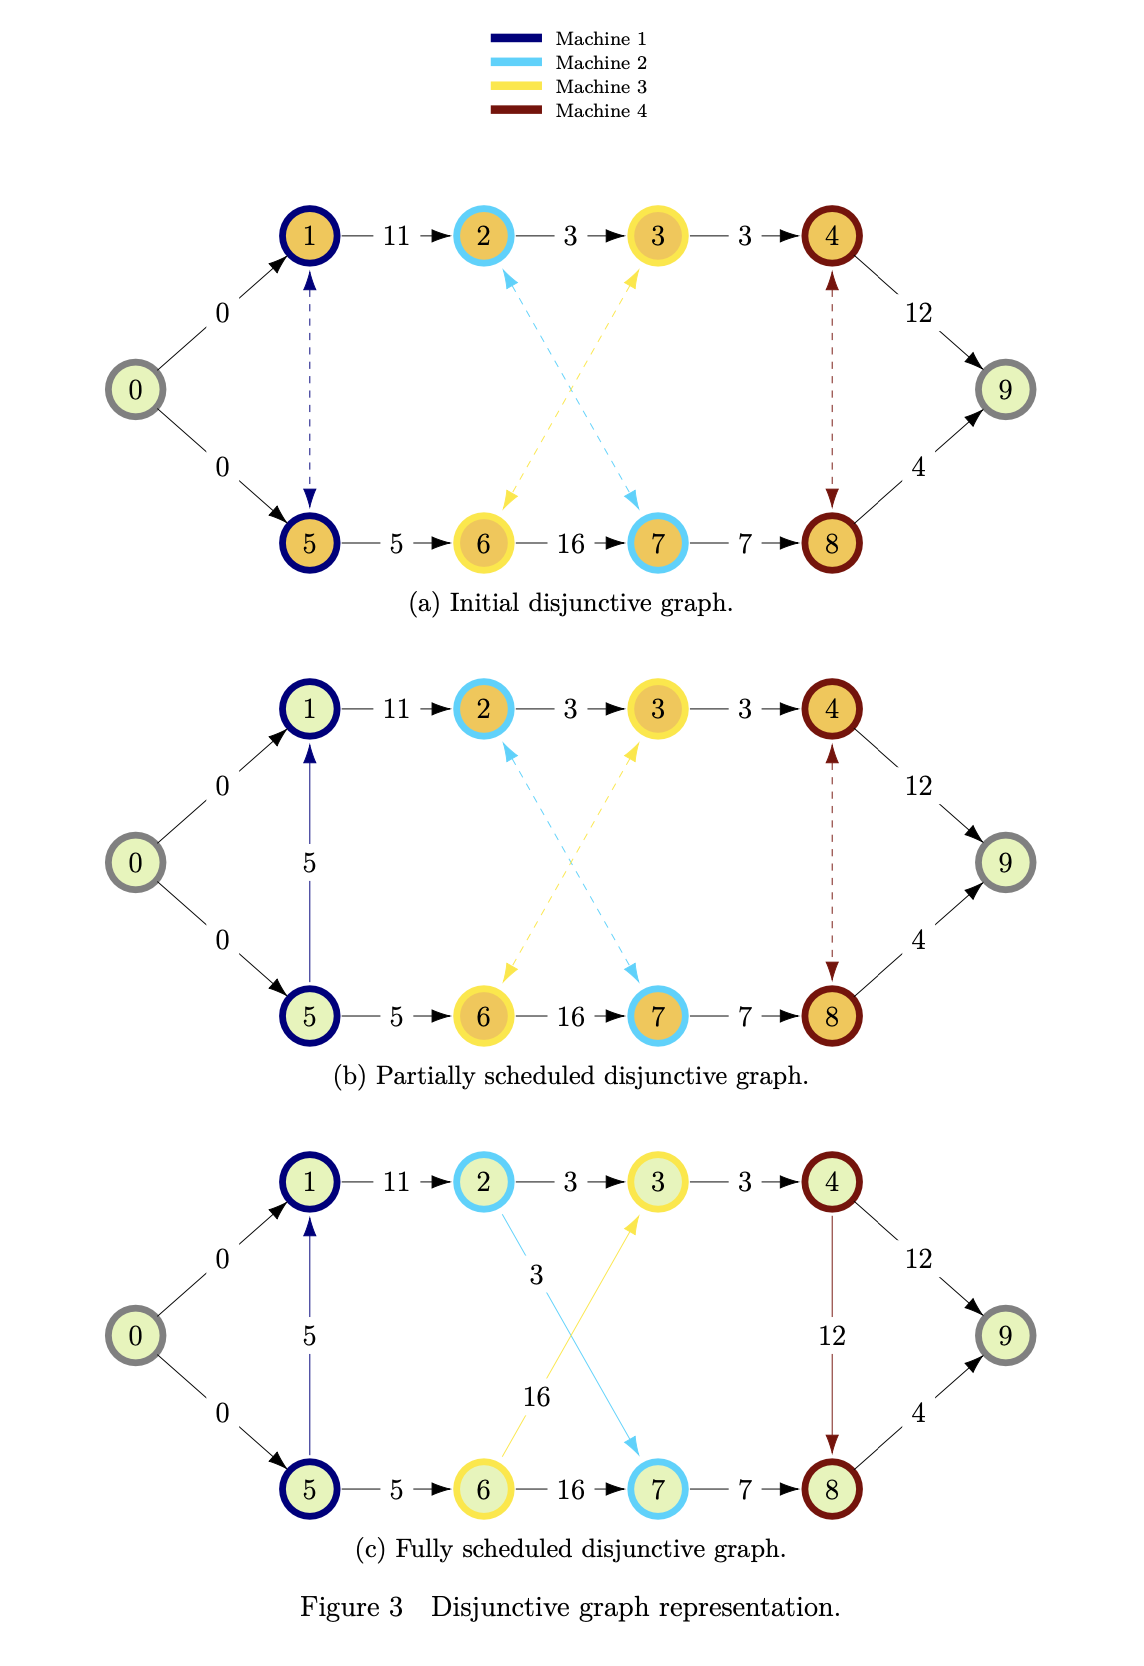 Machine 1
Machine 2
Machine 3
Machine 4
1 11 2 3 3 3 4
0 12
0 9
0 4
5 5 6 16 7 7 8
(a) Initial disjunctive graph.
1 11 2 3 3 3 4
0 12
0 5 9
0 4
5 5 6 16 7 7 8
(b) Partially scheduled disjunctive graph.
1 11 2 3 3 3 4
0 3 12
0 5 12 9
0 16 4
5 5 6 16 7 7 8
(c) Fully scheduled disjunctive graph.
Figure 3 Disjunctive graph representation.